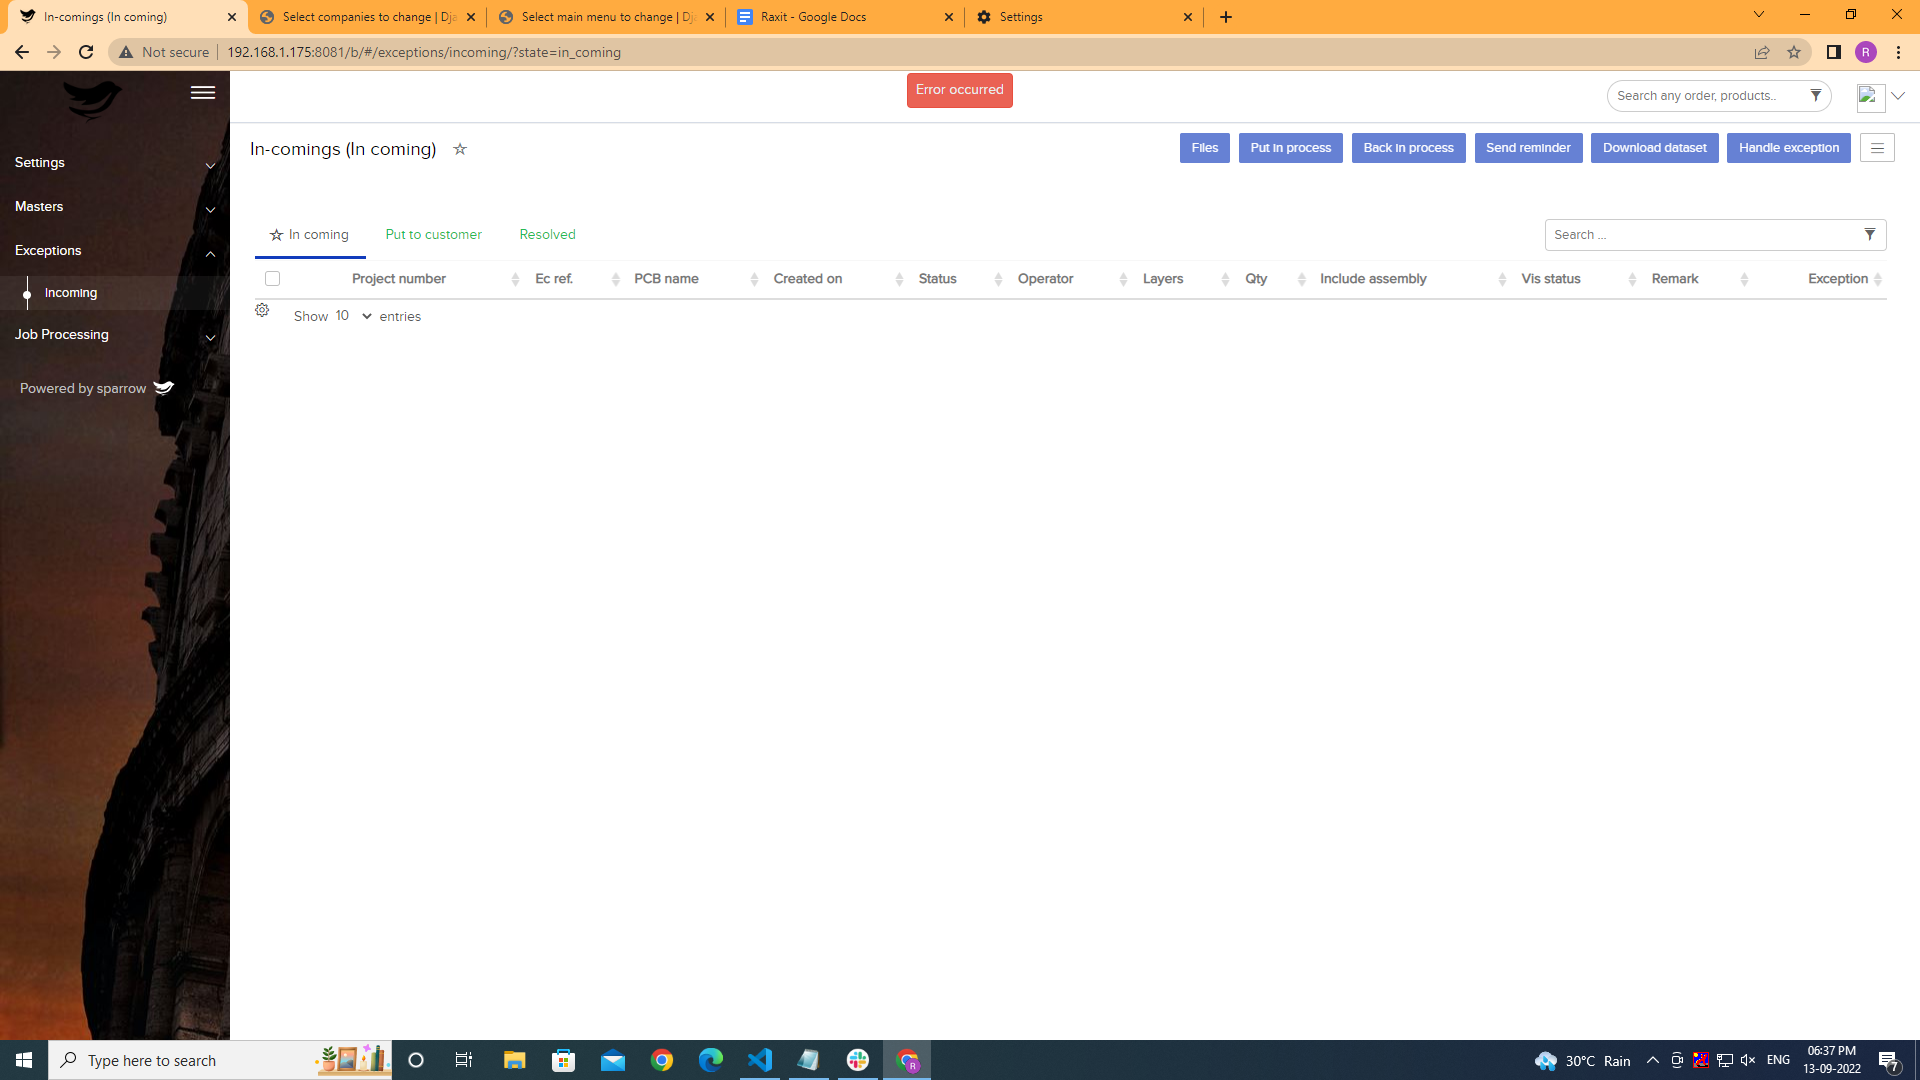 In-comings (In coming)
Select companies to change | Dja
Select main menu to change | Dja
Raxit - Google Docs
Settings
Not secure
192.168.1.175:8081/b/#/exceptions/incoming/?state=in_coming
R
Error occurred
Search any order, products..
Settings
Masters
Exceptions
Incoming
Job Processing
Powered by sparrow
In-comings (In coming)
Files
Put in process
Back in process
Send reminder
Download dataset
Handle exception
In coming
Put to customer
Resolved
Search ...
Project number
Ec ref.
PCB name
Created on
Status
Operator
Layers
Qty
Include assembly
Vis status
Remark
Exception
Show 10 entries
Type here to search
R
30°C Rain
ENG
06:37 PM
13-09-2022
7